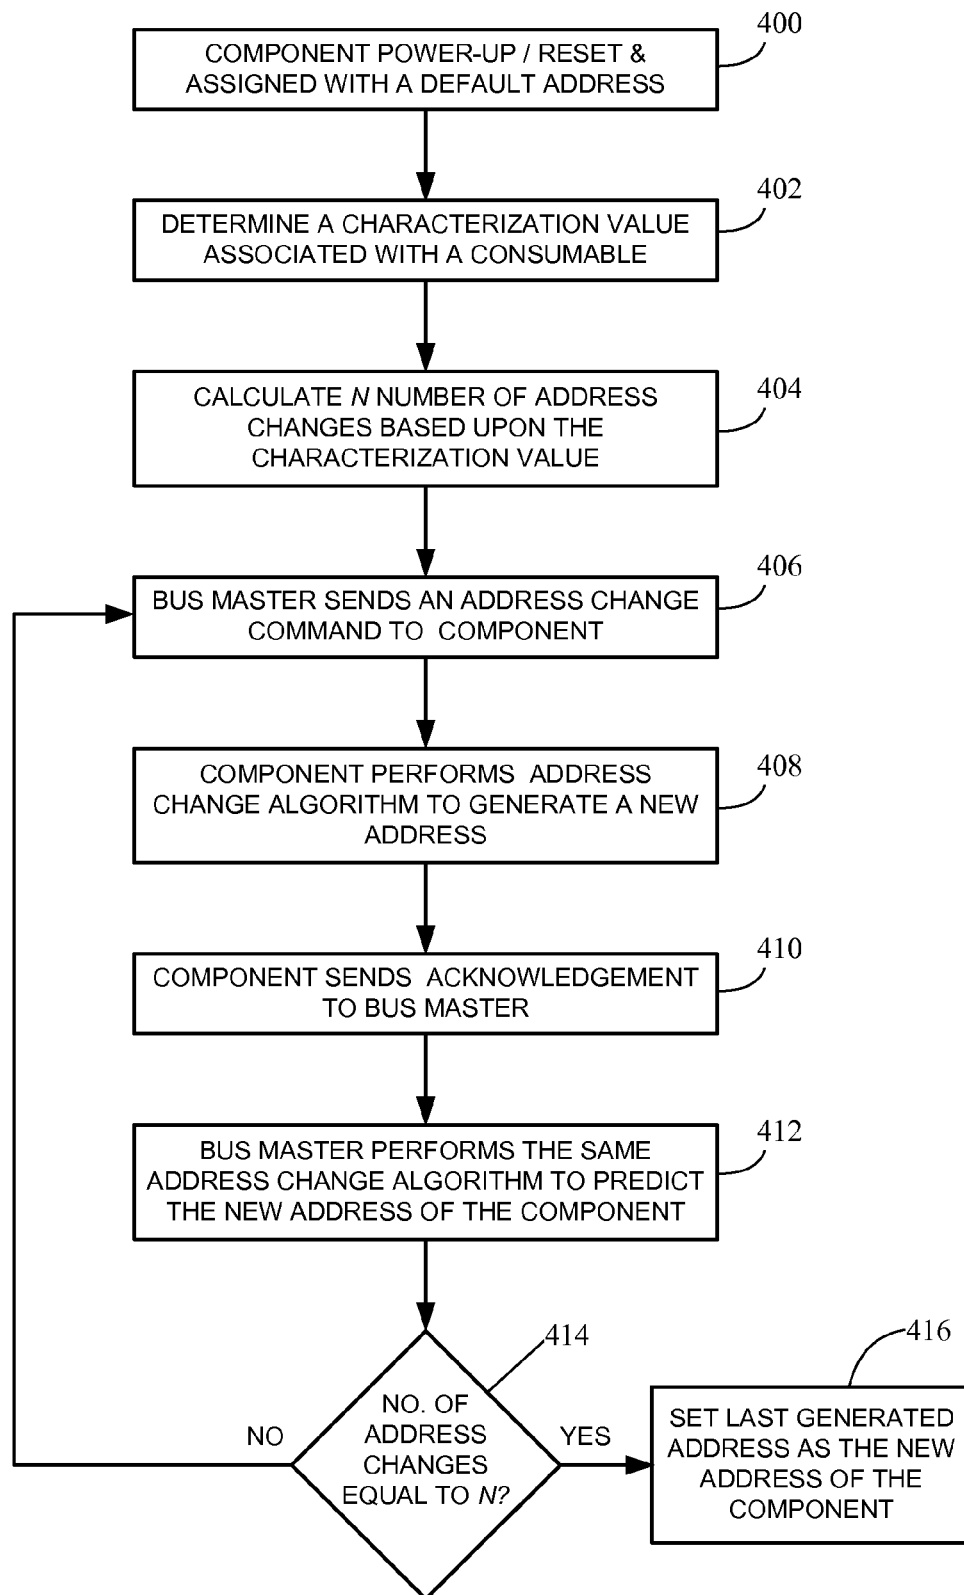 400
COMPONENT POWER-UP / RESET &
ASSIGNED WITH A DEFAULT ADDRESS
402
DETERMINE A CHARACTERIZATION VALUE
ASSOCIATED WITH A CONSUMABLE
404
CALCULATE N NUMBER OF ADDRESS
CHANGES BASED UPON THE
CHARACTERIZATION VALUE
406
BUS MASTER SENDS AN ADDRESS CHANGE
COMMAND TO COMPONENT
408
COMPONENT PERFORMS ADDRESS
CHANGE ALGORITHM TO GENERATE A NEW
ADDRESS
410
COMPONENT SENDS ACKNOWLEDGEMENT
TO BUS MASTER
412
BUS MASTER PERFORMS THE SAME
ADDRESS CHANGE ALGORITHM TO PREDICT
THE NEW ADDRESS OF THE COMPONENT
414
NO. OF
ADDRESS
CHANGES
EQUAL TO N?
NO
YES
416
SET LAST GENERATED
ADDRESS AS THE NEW
ADDRESS OF THE
COMPONENT